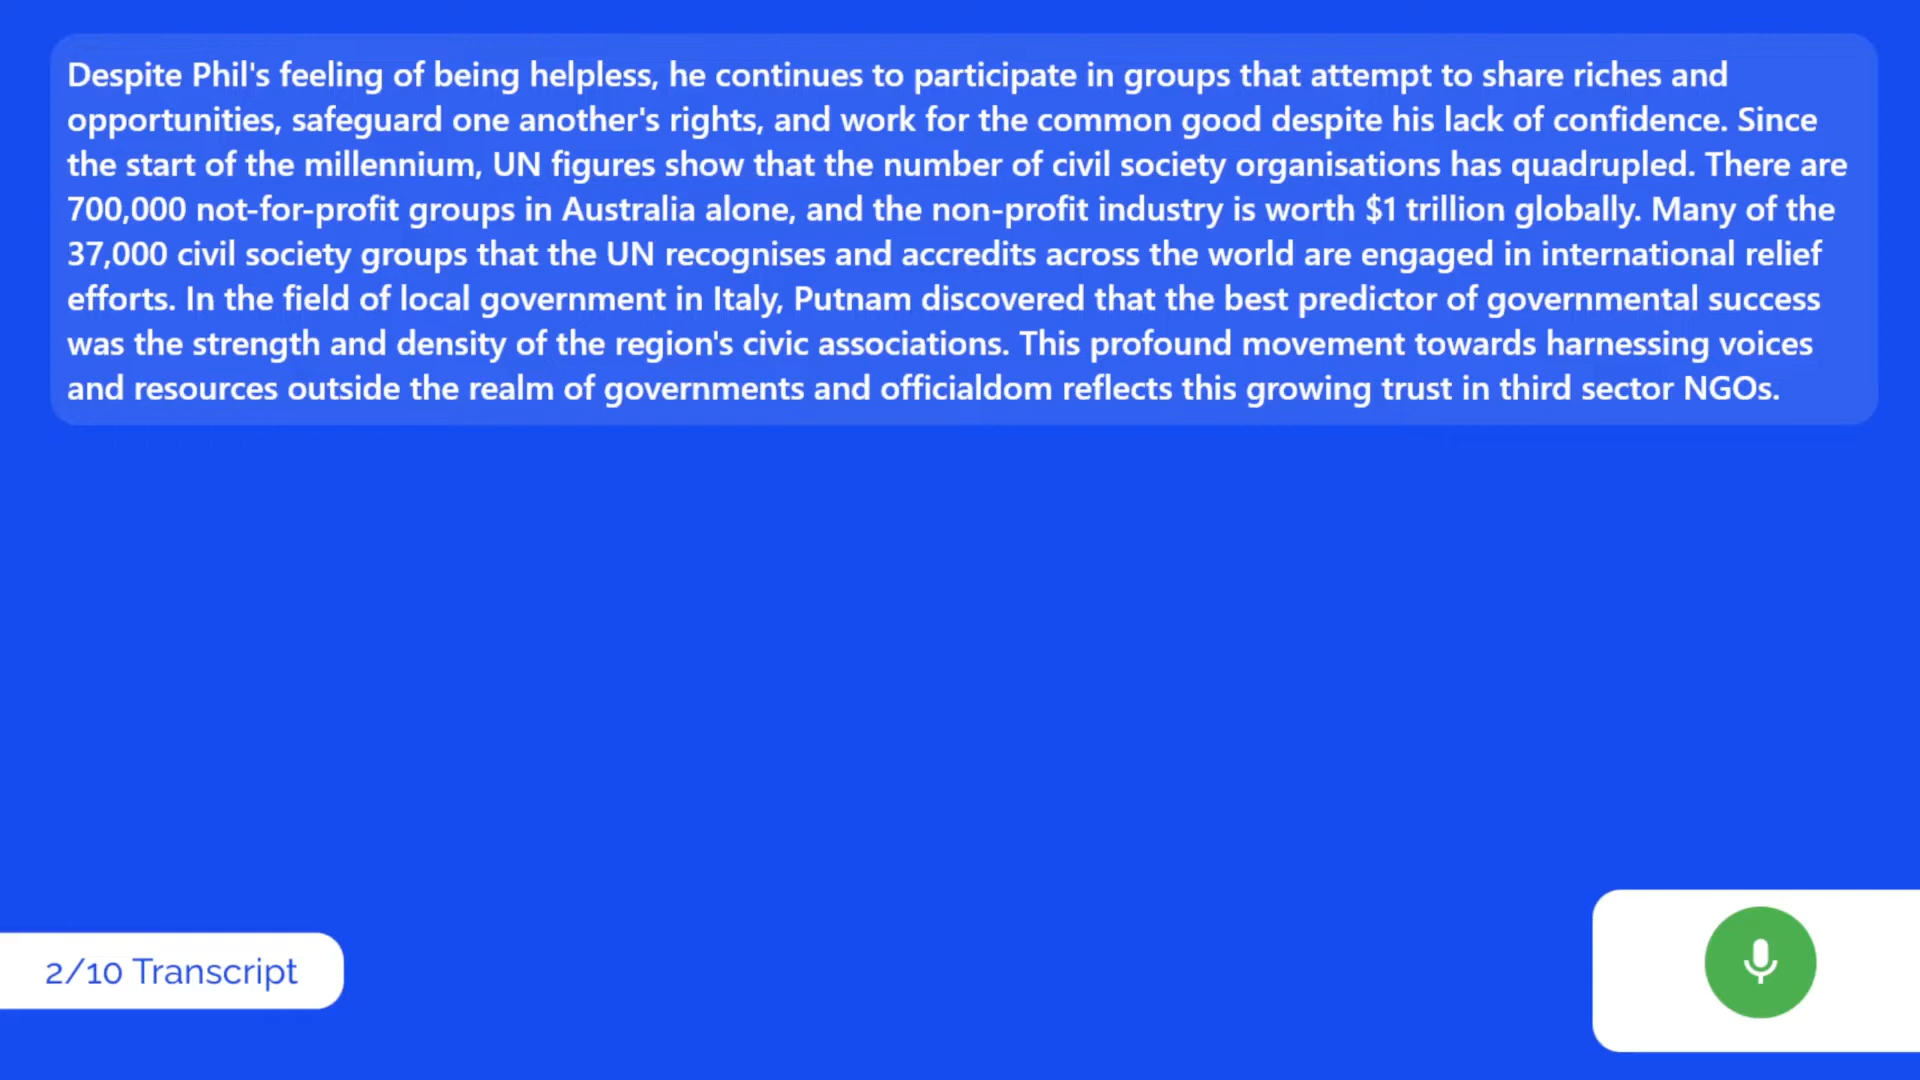 Despite Phil's feeling of being helpless, he continues to participate in groups that attempt to share riches and
opportunities, safeguard one another's rights, and work for the common good despite his lack of confidence. Since
the start of the millennium, UN figures show that the number of civil society organisations has quadrupled. There are
700,000 not-for-profit groups in Australia alone, and the non-profit industry is worth $1 trillion globally. Many of the
37,000 civil society groups that the UN recognises and accredits across the world are engaged in international relief
efforts. In the field of local government in Italy, Putnam discovered that the best predictor of governmental success
was the strength and density of the region's civic associations. This profound movement towards harnessing voices
and resources outside the realm of governments and officialdom reflects this growing trust in third sector NGOs.
2/10 Transcript